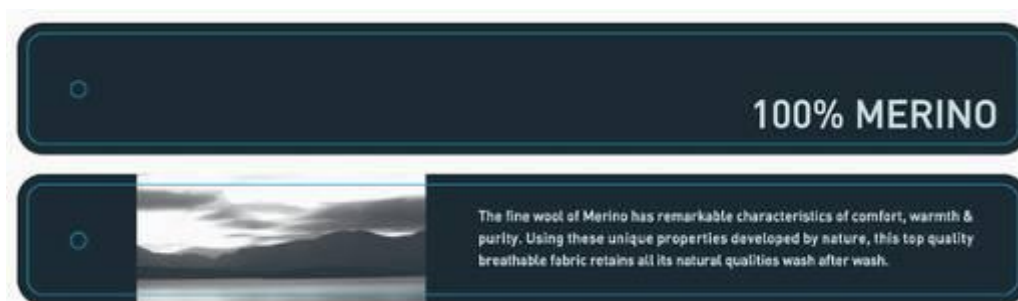 100% MERINO
The fine wool of Merino has remarkable characteristics of comfort, warmth &
purity. Using these unique properties developed by nature, this top quality
breathable fabric retains all its natural qualities wash after wash.